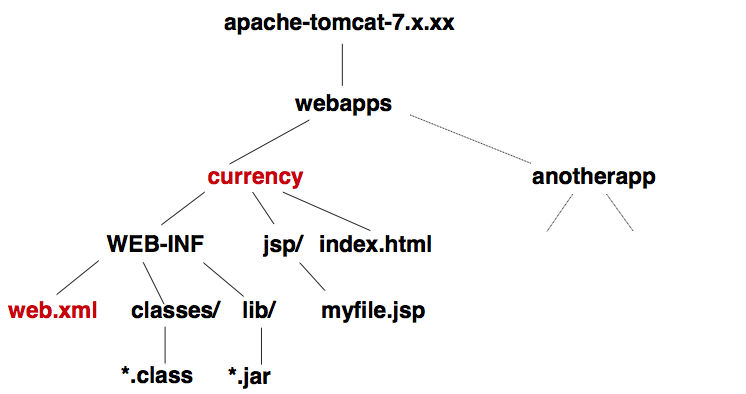 apache-tomcat-7.x.xx
webapps
currency
anotherapp
WEB-INF
jsp/
index.html
web.xml
classes/
lib/
myfile.jsp
*.class
*.jar